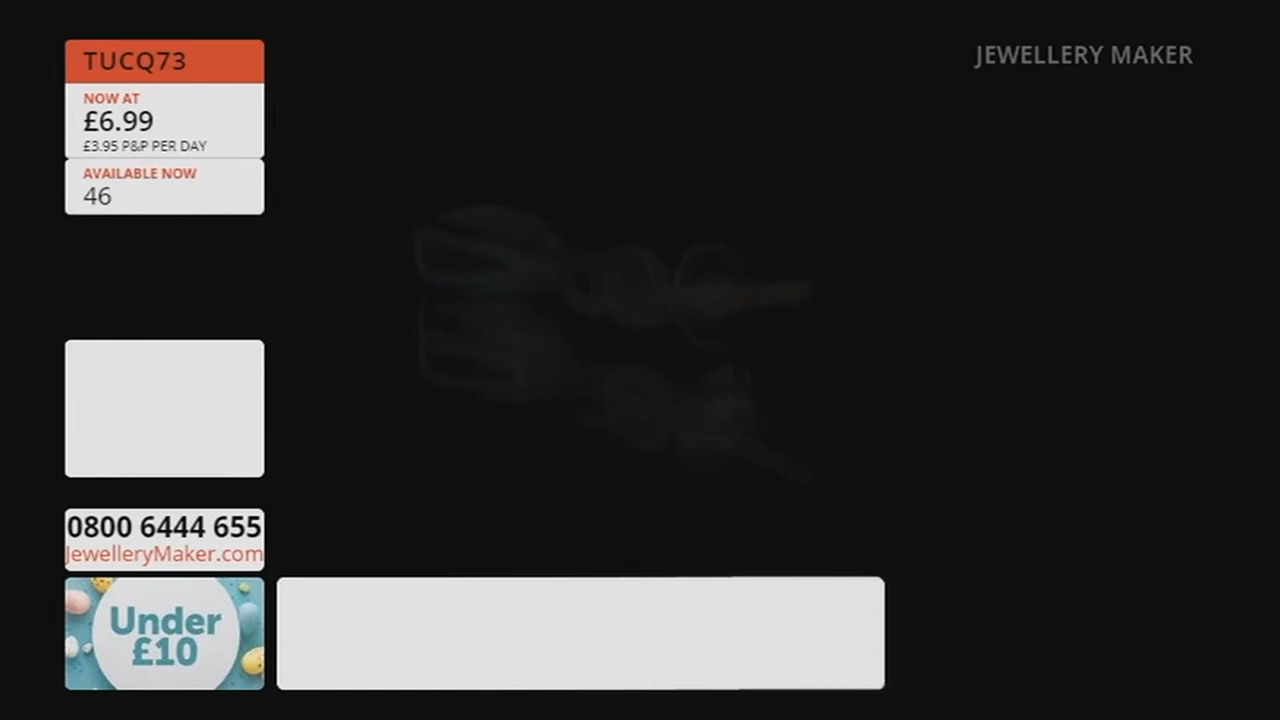 TUCQ73
JEWELLERY MAKER
NOW AT
£6.99
£3.95 P&P PER DAY
AVAILABLE NOW
46
0800 6444 655
JewelleryMaker.com
Under
£10